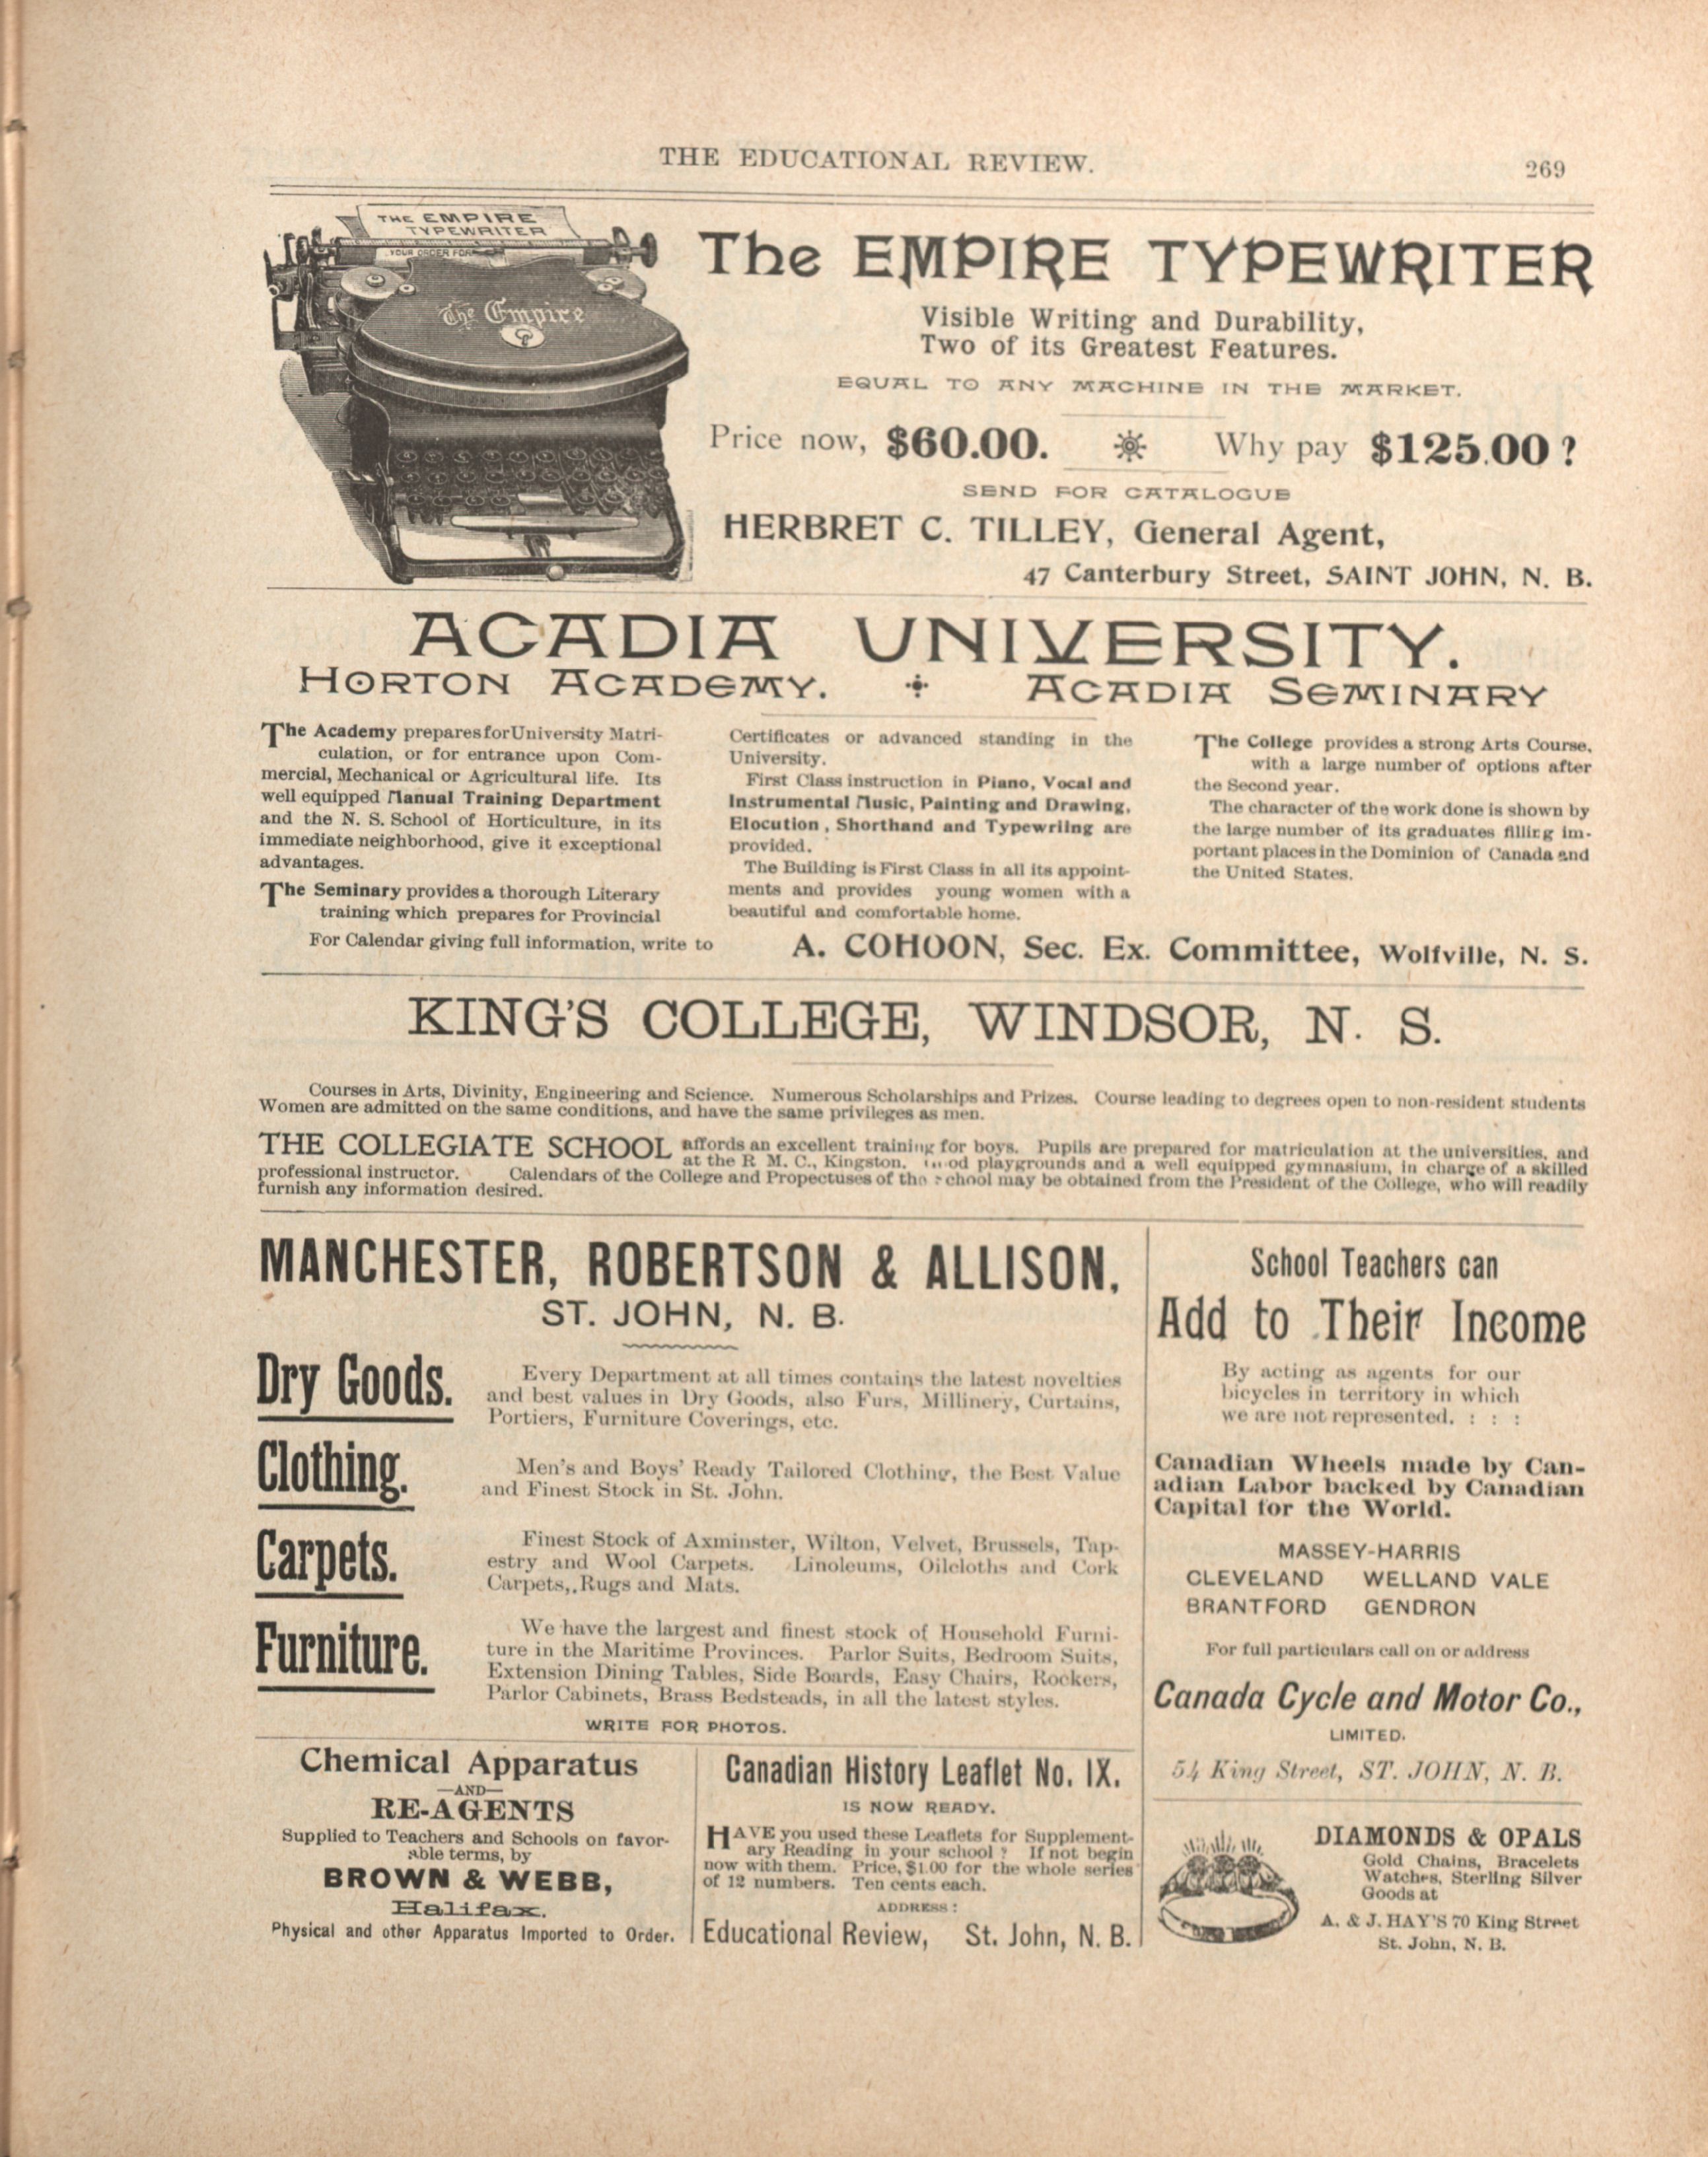 THE EDUCATIONAL REVIEW.
269
THE EMPIRE
TYPEWRITER
YOUR ORDER FOR
The Empire
The EMPIRE TYPEWRITER
Visible Writing and Durability,
Two of its Greatest Features.
EQUAL TO ANY MACHINE IN THE MARKET.
Price now, $60.00. Why pay $125.00?
SEND FOR CATALOGUE
HERBRET C. TILLEY, General Agent,
47 Canterbury Street, SAINT JOHN, N. B.
ACADIA UNIVERSITY.
HORTON ACADEMY. ACADIA SEMINARY
The Academy prepares for University Matri-
culation, or for entrance upon Com-
mercial, Mechanical or Agricultural life. Its
well equipped Manual Training Department
and the N. S. School of Horticulture, in its
immediate neighborhood, give it exceptional
advantages.
The Seminary provides a thorough Literary
training which prepares for Provincial
Certificates or advanced standing in the
University.
First Class instruction in Piano, Vocal and
Instrumental Music, Painting and Drawing,
Elocution, Shorthand and Typewriing are
provided.
The Building is First Class in all its appoint-
ments and provides young women with a
beautiful and comfortable home.
The College provides a strong Arts Course,
with a large number of options after
the Second year.
The character of the work done is shown by
the large number of its graduates filling im-
portant places in the Dominion of Canada and
the United States.
For Calendar giving full information, write to A. COHOON, Sec. Ex. Committee, Wolfville, N. S.
KING'S COLLEGE, WINDSOR, N. S.
Courses in Arts, Divinity, Engineering and Science. Numerous Scholarships and Prizes. Course leading to degrees open to non-resident students
Women are admitted on the same conditions, and have the same privileges as men.
THE COLLEGIATE SCHOOL affords an excellent training for boys. Pupils are prepared for matriculation at the universities, and
at the R. M. C., Kingston. playgrounds and a well equipped gymnasium, in charge of a skilled
professional instructor. Calendars of the College and Propectuses of the school may be obtained from the President of the College, who will readily
furnish any information desired.
MANCHESTER, ROBERTSON & ALLISON,
ST. JOHN, N. B.
Dry Goods.
Every Department at all times contains the latest novelties
and best values in Dry Goods, also Furs, Millinery, Curtains,
Portiers, Furniture Coverings, etc.
Clothing.
Men's and Boys' Ready Tailored Clothing, the Best Value
and Finest Stock in St. John.
Carpets.
Finest Stock of Axminster, Wilton, Velvet, Brussels, Tap-
estry and Wool Carpets. Linoleums, Oilcloths and Cork
Carpets,.Rugs and Mats.
Furniture.
We have the largest and finest stock of Household Furni-
ture in the Maritime Provinces. Parlor Suits, Bedroom Suits,
Extension Dining Tables, Side Boards, Easy Chairs, Rockers,
Parlor Cabinets, Brass Bedsteads, in all the latest styles.
WRITE FOR PHOTOS.
School Teachers can
Add to Their Income
By acting as agents for our
bicycles in territory in which
we are not represented. : : :
Canadian Wheels made by Can-
adian Labor backed by Canadian
Capital for the World.
MASSEY-HARRIS
CLEVELAND WELLAND VALE
BRANTFORD GENDRON
For full particulars call on or address
Canada Cycle and Motor Co.,
LIMITED.
54 King Street, ST. JOHN, N. B.
Chemical Apparatus
—AND—
RE-AGENTS
Supplied to Teachers and Schools on favor-
able terms, by
BROWN & WEBB,
Halifax.
Physical and other Apparatus Imported to Order.
Canadian History Leaflet No. IX.
IS NOW READY.
HAVE you used these Leaflets for Supplement-
ary Reading in your school? If not begin
now with them. Price, $1.00 for the whole series
of 12 numbers. Ten cents each.
ADDRESS:
Educational Review, St. John, N. B.
DIAMONDS & OPALS
Gold Chains, Bracelets
Watches, Sterling Silver
Goods at
A. & J. HAY'S 70 King Street
St. John, N. B.